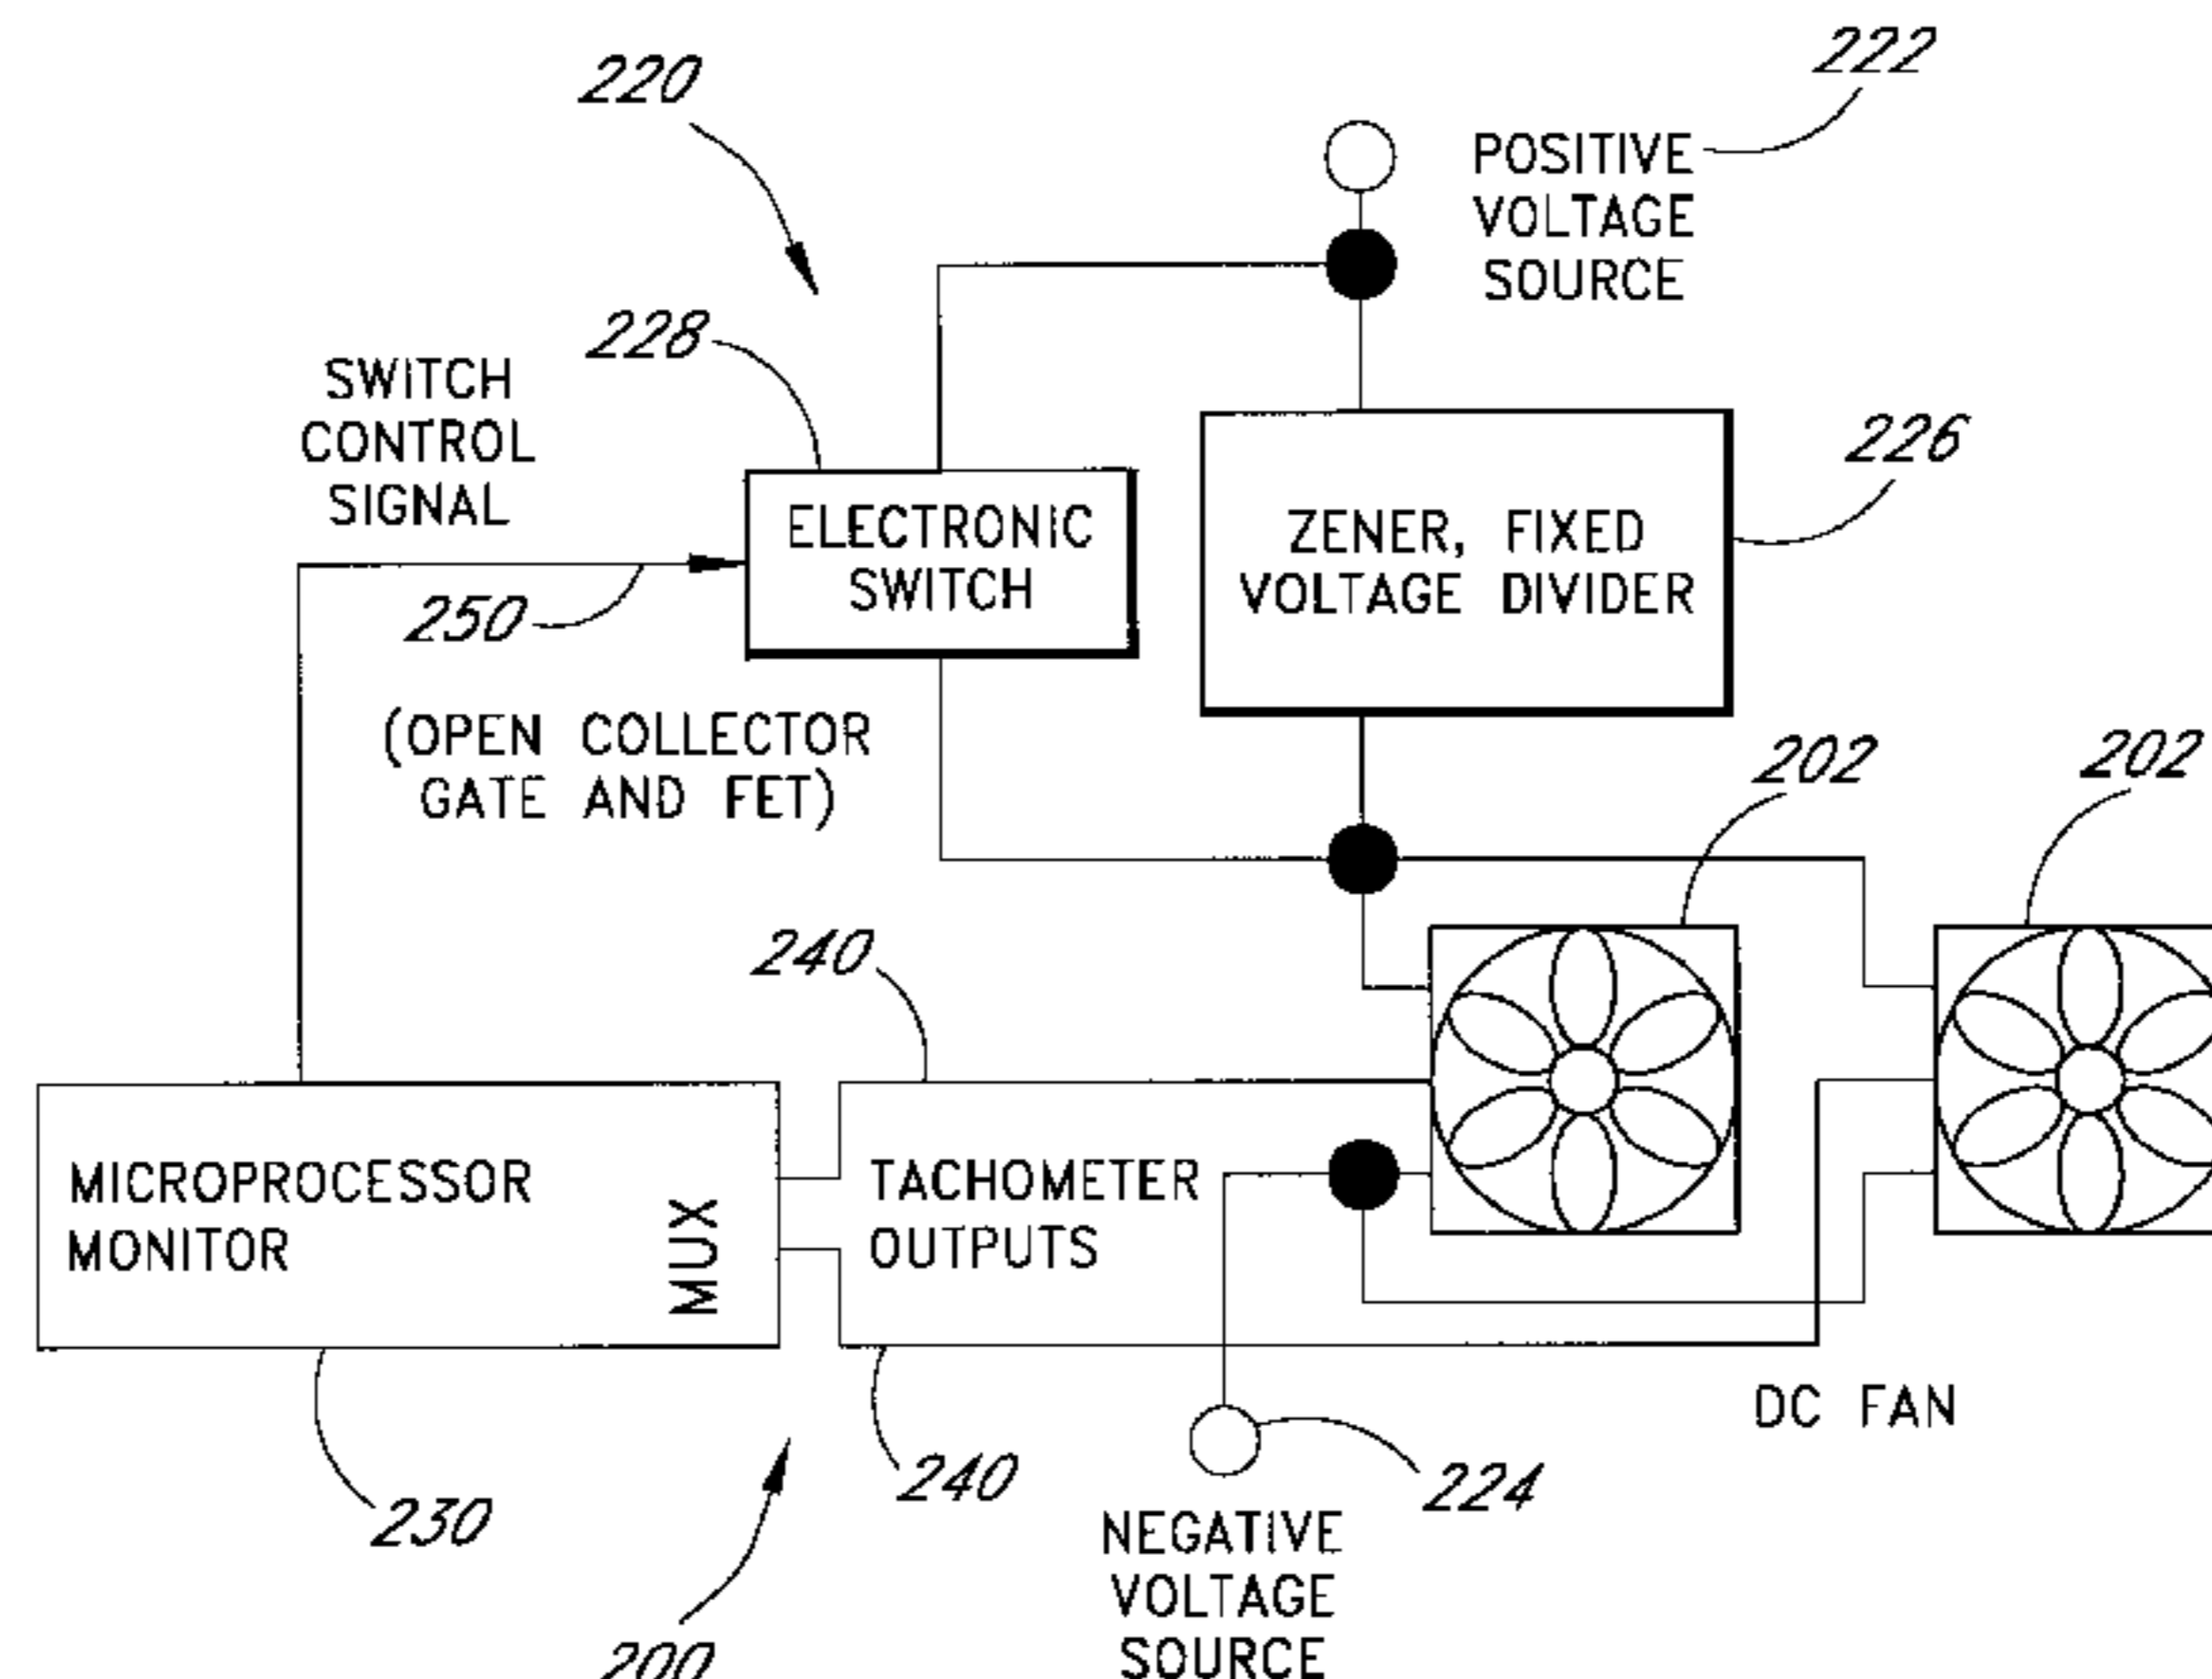 222
220
POSITIVE
VOLTAGE
SOURCE
228
SWITCH
CONTROL
SIGNAL
226
ELECTRONIC
SWITCH
ZENER, FIXED
VOLTAGE DIVIDER
250
(OPEN COLLECTOR
GATE AND FET)
202
202
240
MICROPROCESSOR
MONITOR
MUX
TACHOMETER
OUTPUTS
DC FAN
240
224
230
NEGATIVE
VOLTAGE
SOURCE
200